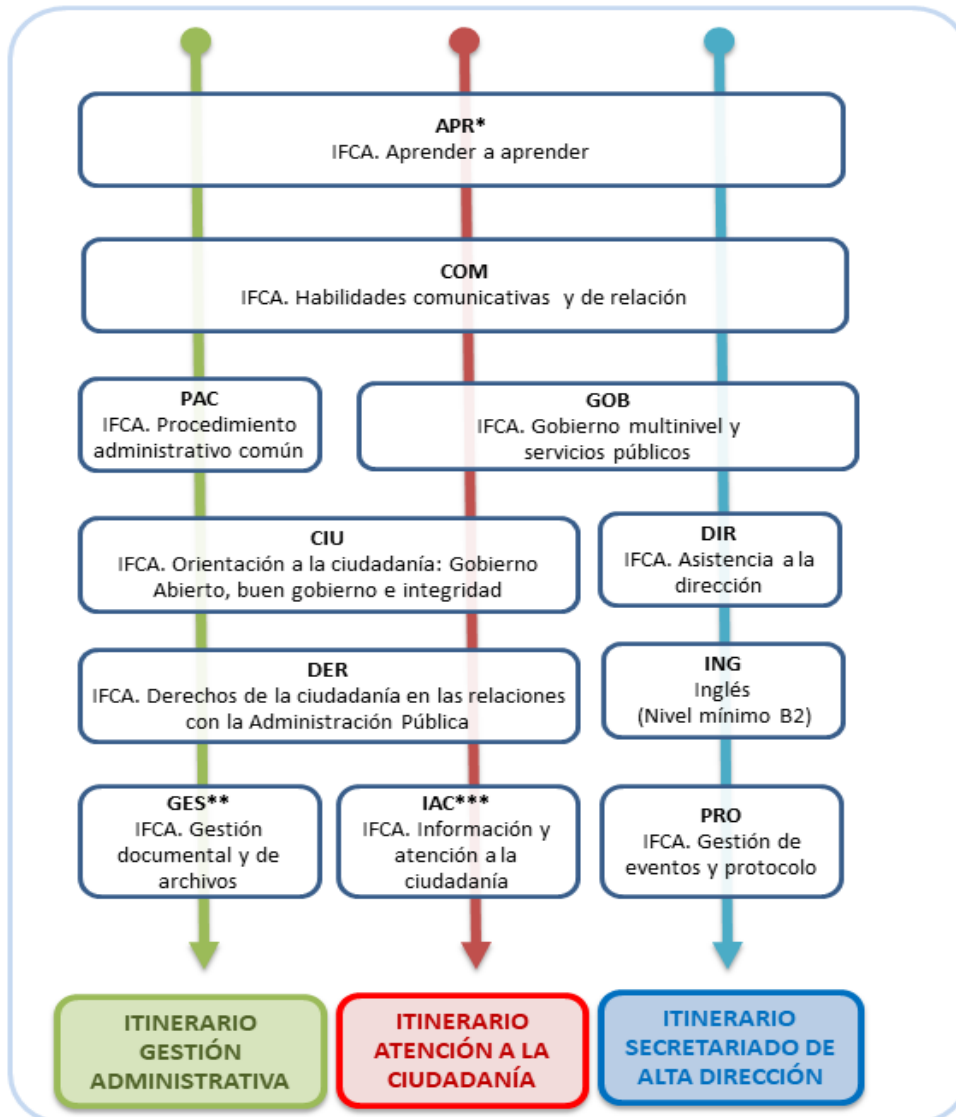 APR*
IFCA. Aprender a aprender
COM
IFCA. Habilidades comunicativas y de relación
PAC
IFCA. Procedimiento
administrativo común
GOB
IFCA. Gobierno multinivel y
servicios públicos
CIU
IFCA. Orientación a la ciudadanía: Gobierno
Abierto, buen gobierno e integridad
DIR
IFCA. Asistencia a la
dirección
DER
IFCA. Derechos de la ciudadanía en las relaciones
con la Administración Pública
ING
Inglés
(Nivel mínimo B2)
GES**
IFCA. Gestión
documental y de
archivos
IAC***
IFCA. Información y
atención a la
ciudadanía
PRO
IFCA. Gestión de
eventos y protocolo
ITINERARIO
GESTIÓN
ADMINISTRATIVA
ITINERARIO
ATENCIÓN A LA
CIUDADANÍA
ITINERARIO
SECRETARIADO DE
ALTA DIRECCIÓN